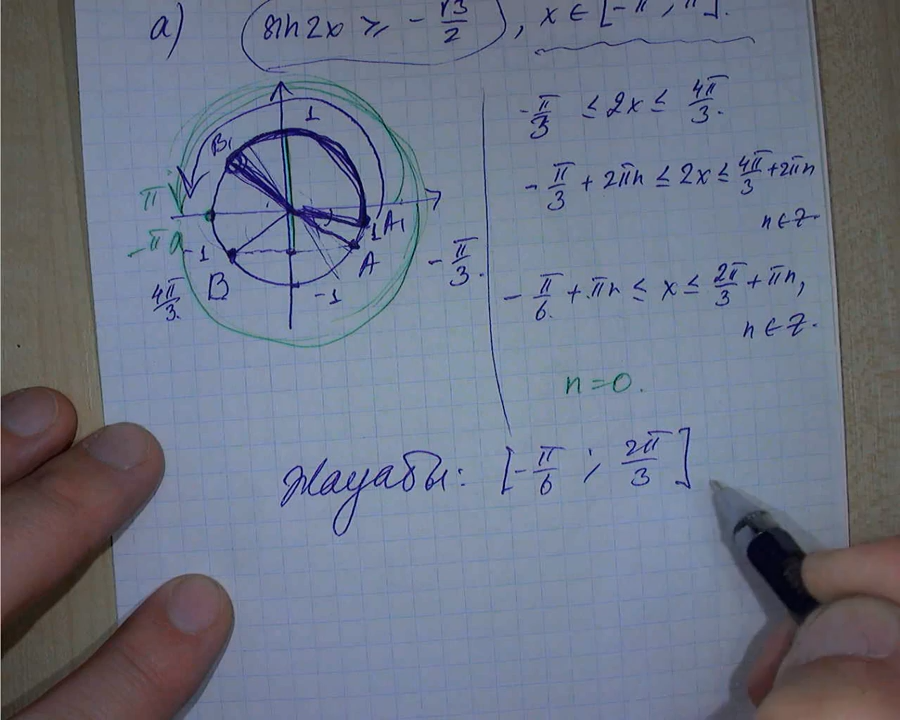 а) sin2x ≥ -√3/2, x ∈ [-π; π].
1
B₁
π
-π
-1
A₁
A
B
-1
4π/3.
-π/3.
-π/3 ≤ 2x ≤ 4π/3.
-π/3 + 2πn ≤ 2x ≤ 4π/3 + 2πn
n∈Z.
-π/6 + πn ≤ x ≤ 2π/3 + πn,
n∈Z.
n=0.
Жауабы: [-π/6 ; 2π/3]